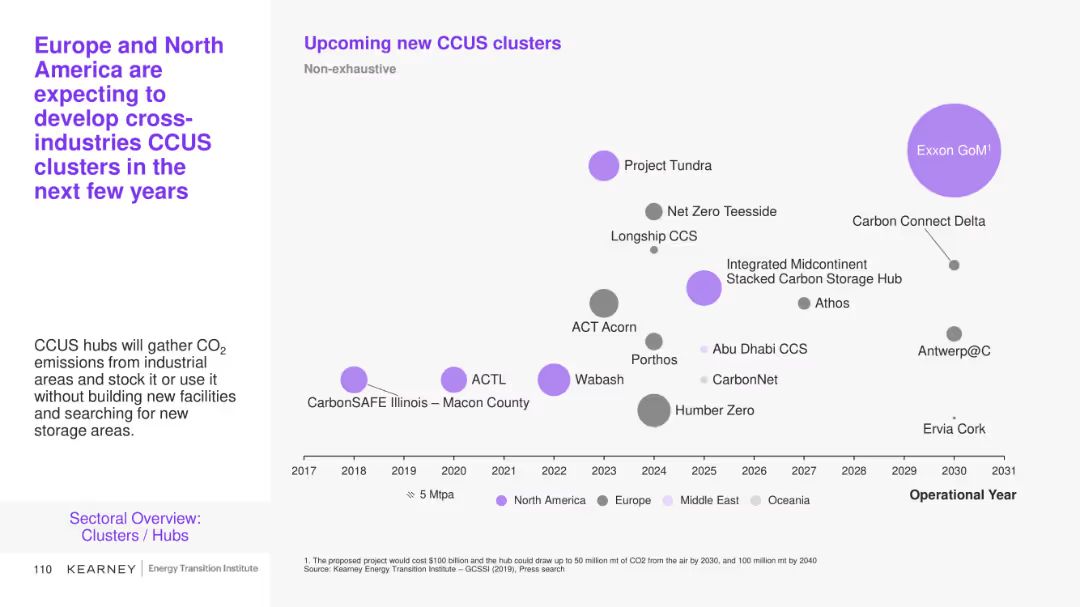 Europe and North
America are
expecting to
develop cross-
industries CCUS
clusters in the
next few years
CCUS hubs will gather CO₂
emissions from industrial
areas and stock it or use it
without building new facilities
and searching for new
storage areas.
Sectoral Overview:
Clusters / Hubs
110 KEARNEY Energy Transition Institute
Upcoming new CCUS clusters
Non-exhaustive
Exxon GoM¹
Project Tundra
Net Zero Teesside
Carbon Connect Delta
Longship CCS
Integrated Midcontinent
Stacked Carbon Storage Hub
Athos
ACT Acorn
Porthos
Abu Dhabi CCS
Antwerp@C
ACTL
Wabash
CarbonNet
CarbonSAFE Illinois – Macon County
Humber Zero
Ervia Cork
2017 2018 2019 2020 2021 2022 2023 2024 2025 2026 2027 2028 2029 2030 2031
5 Mtpa
North America Europe Middle East Oceania
Operational Year
1. The proposed project would cost $100 billion and the hub could draw up to 50 million mt of CO2 from the air by 2030, and 100 million mt by 2040
Source: Kearney Energy Transition Institute – GCSSI (2019), Press search